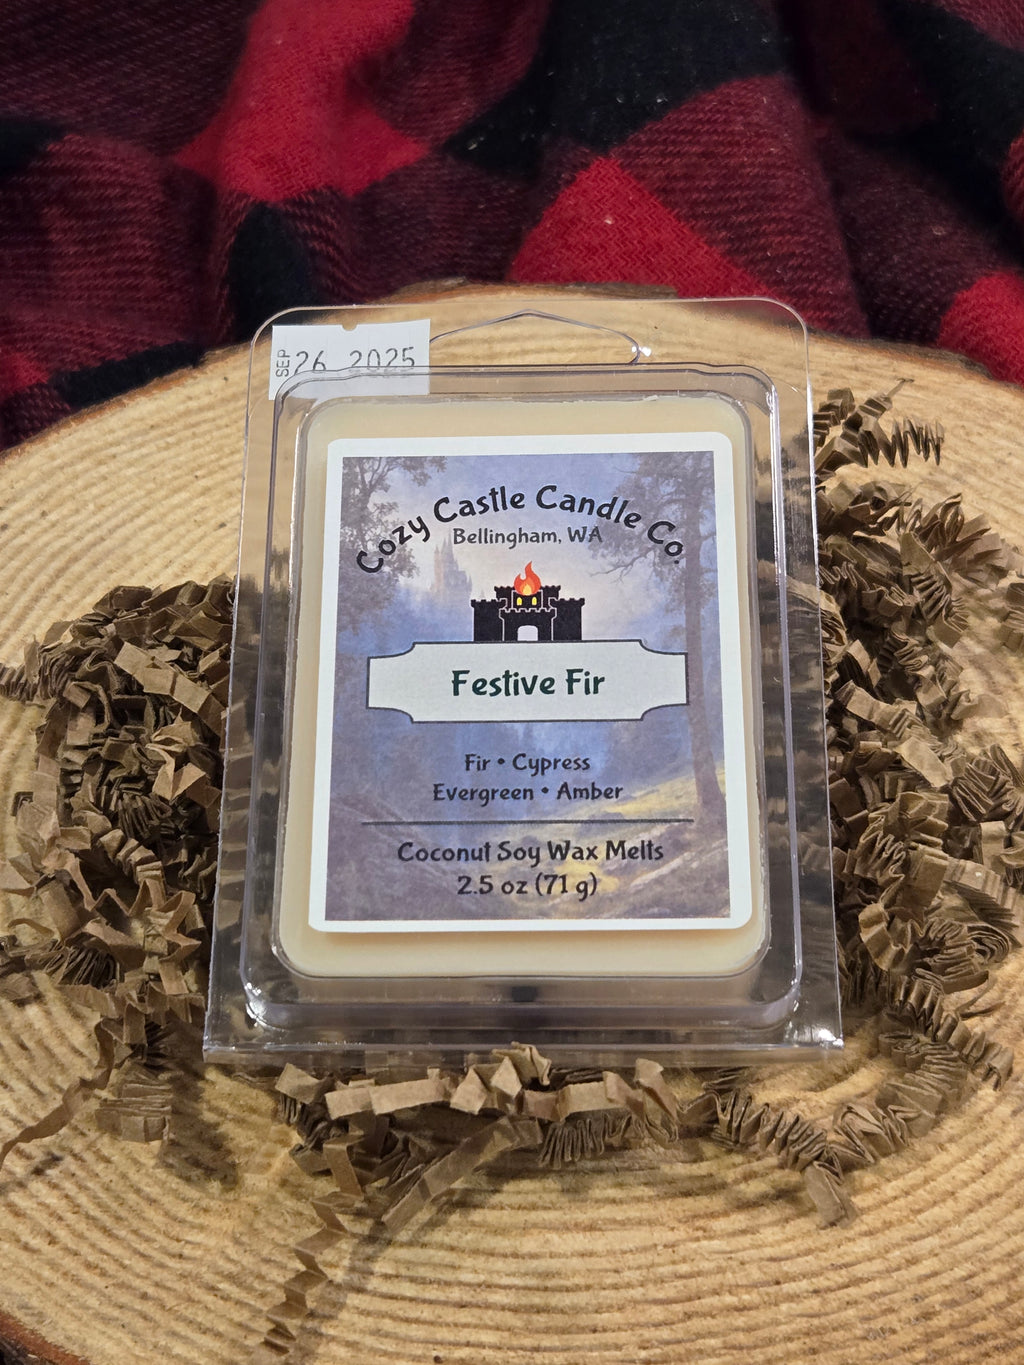 SEP 26 2025
Cozy Castle Candle Co.
Bellingham, WA
Festive Fir
Fir • Cypress
Evergreen • Amber
Coconut Soy Wax Melts
2.5 oz (71 g)